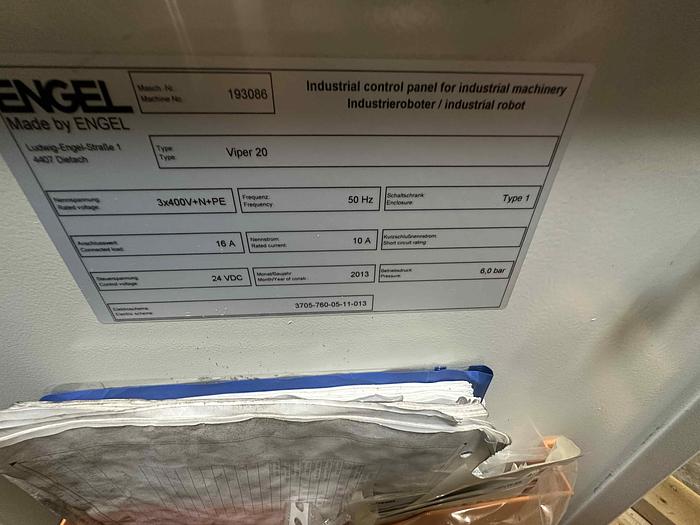 ENGEL
Made by ENGEL
Ludwig-Engel-Straße 1
4407 Dietach
Masch.-Nr.:
Machine No.: 193086
Industrial control panel for industrial machinery
Industrieroboter / industrial robot
Type:
Type: Viper 20
Nennspannung:
Rated voltage: 3x400V+N+PE
Frequenz:
Frequency: 50 Hz
Schaltschrank:
Enclosure: Type 1
Anschlusswert:
Connected load: 16 A
Nennstrom:
Rated current: 10 A
Kurzschlußnennstrom:
Short circuit rating:
Steuerspannung:
Control voltage: 24 VDC
Monat/Baujahr:
Month/Year of constr.: 2013
Betriebsdruck:
Pressure: 6,0 bar
Elektroschema:
Electric scheme: 3705-760-05-11-013